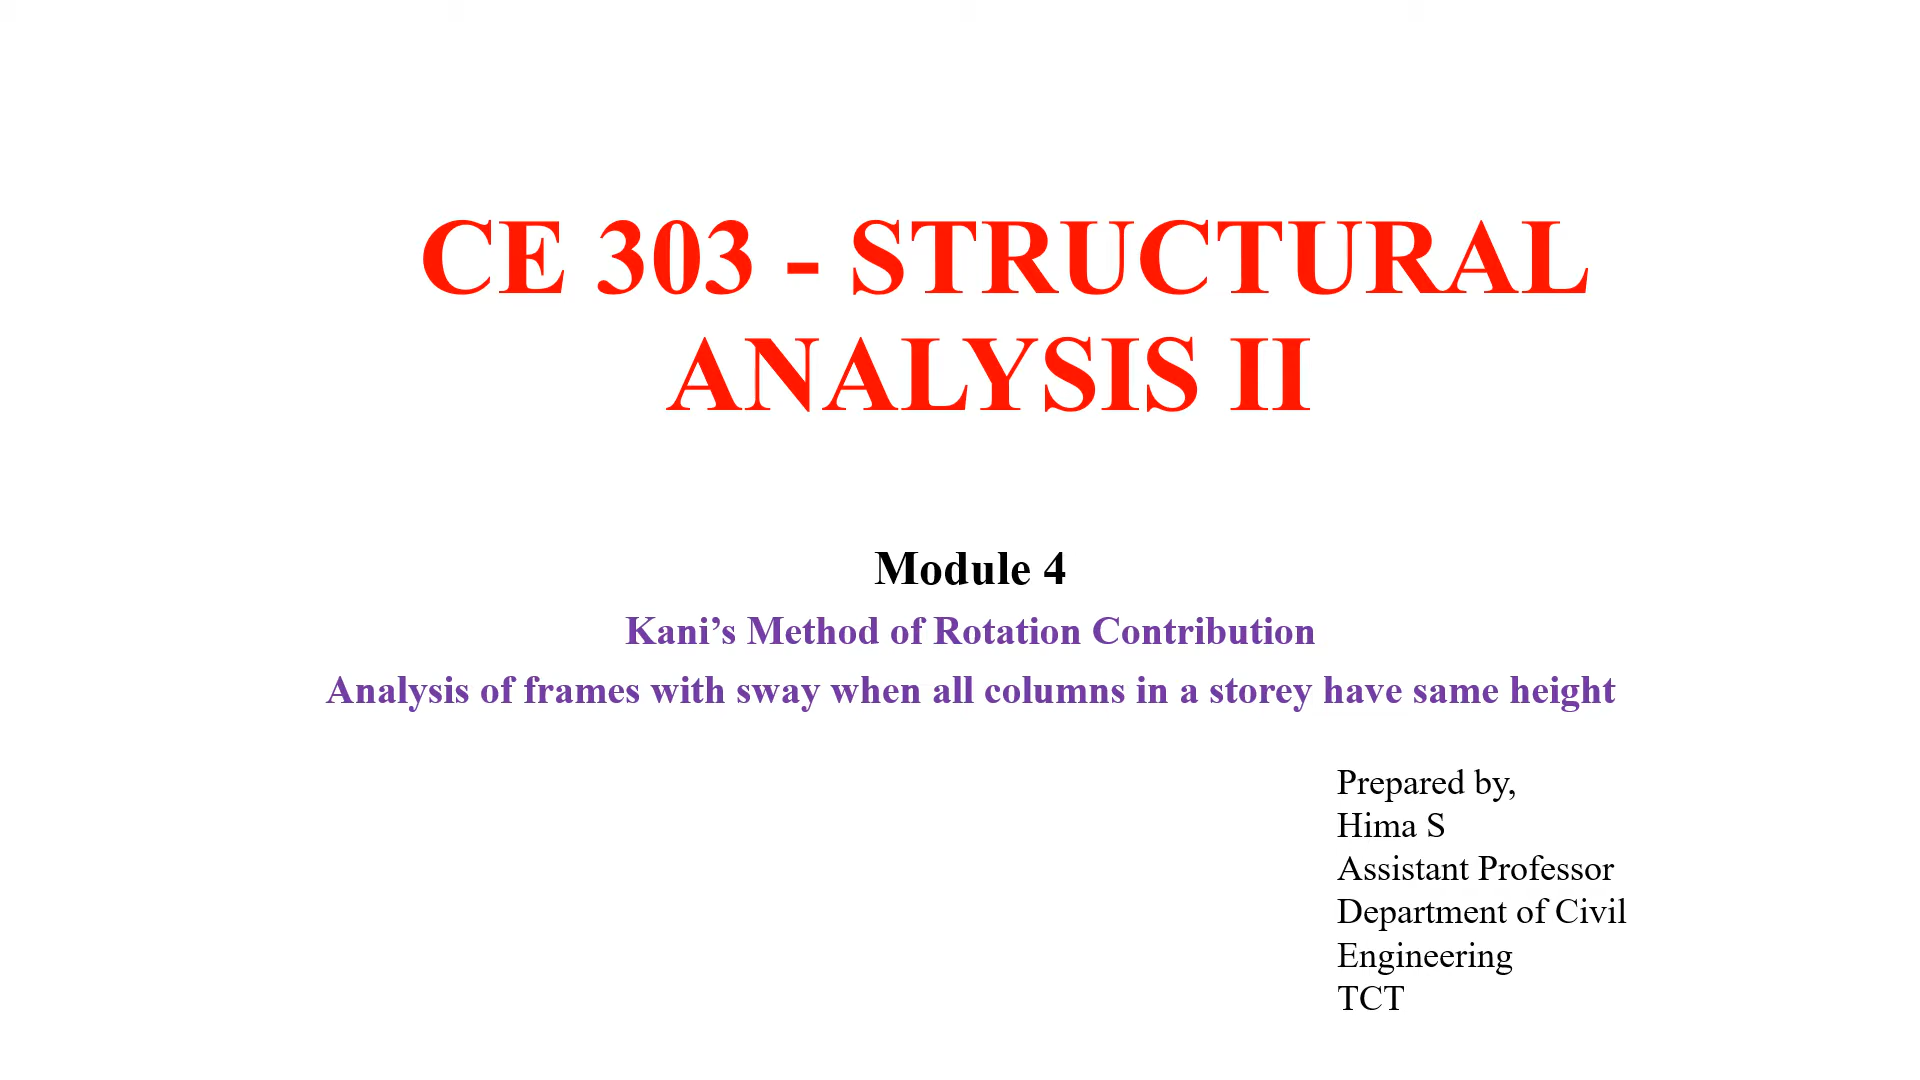 CE 303 - STRUCTURAL
ANALYSIS II
Module 4
Kani’s Method of Rotation Contribution
Analysis of frames with sway when all columns in a storey have same height
Prepared by,
Hima S
Assistant Professor
Department of Civil
Engineering
TCT